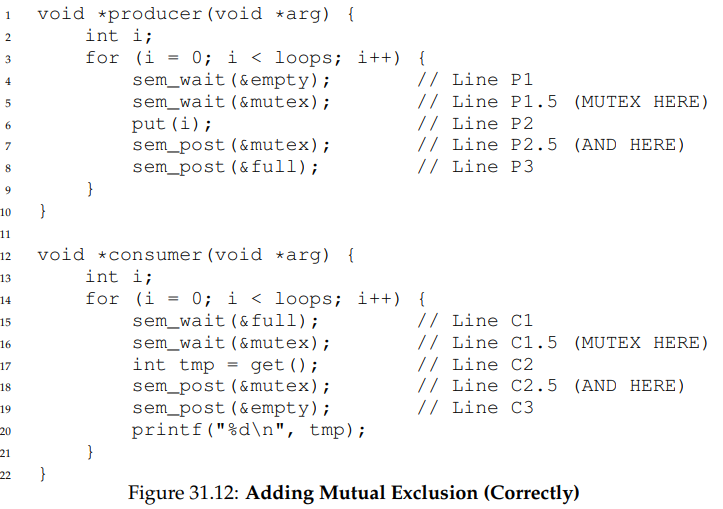 1 void *producer(void *arg) {
2     int i;
3     for (i = 0; i < loops; i++) {
4         sem_wait(&empty);       // Line P1
5         sem_wait(&mutex);       // Line P1.5 (MUTEX HERE)
6         put(i);                 // Line P2
7         sem_post(&mutex);       // Line P2.5 (AND HERE)
8         sem_post(&full);        // Line P3
9     }
10 }
11
12 void *consumer(void *arg) {
13     int i;
14     for (i = 0; i < loops; i++) {
15         sem_wait(&full);        // Line C1
16         sem_wait(&mutex);       // Line C1.5 (MUTEX HERE)
17         int tmp = get();        // Line C2
18         sem_post(&mutex);       // Line C2.5 (AND HERE)
19         sem_post(&empty);       // Line C3
20         printf("%d\n", tmp);
21     }
22 }
Figure 31.12: Adding Mutual Exclusion (Correctly)